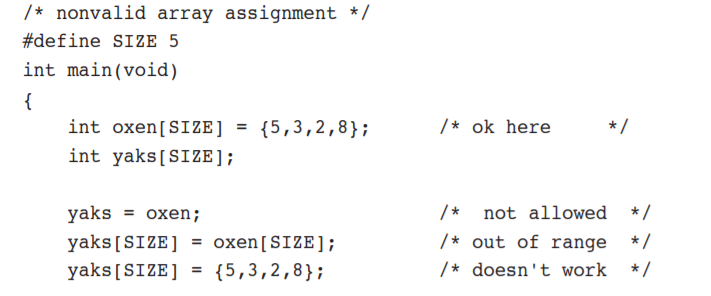 /* nonvalid array assignment */
#define SIZE 5
int main(void)
{
    int oxen[SIZE] = {5,3,2,8};      /* ok here     */
    int yaks[SIZE];

    yaks = oxen;                     /*  not allowed  */
    yaks[SIZE] = oxen[SIZE];         /* out of range  */
    yaks[SIZE] = {5,3,2,8};          /* doesn't work  */